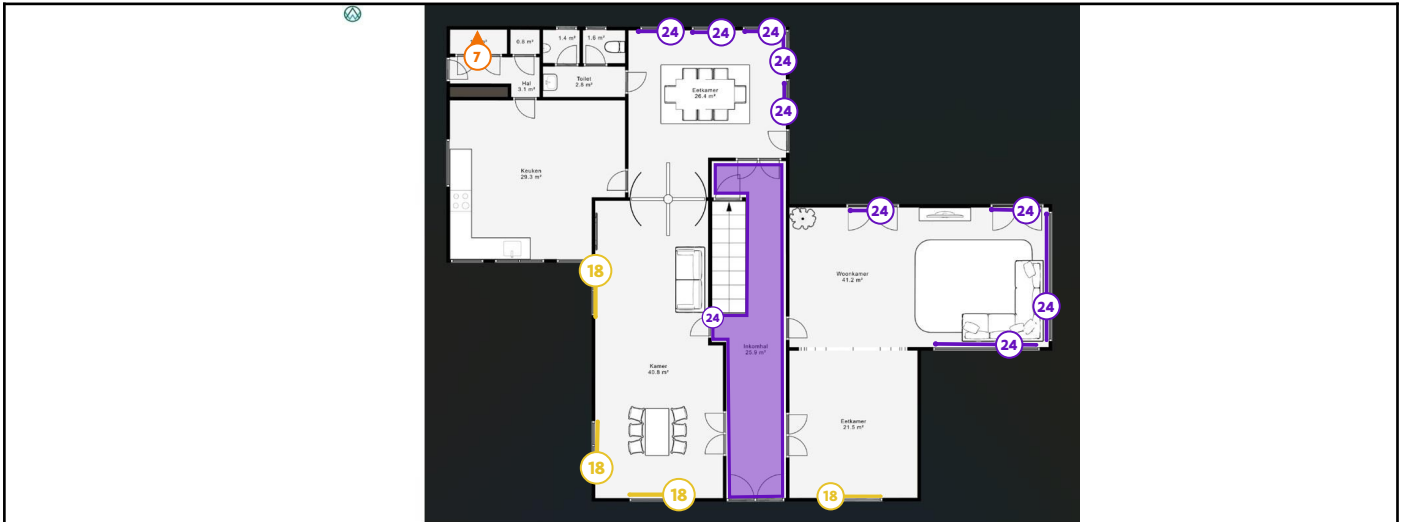 24
24
24
1.4 m²
1.6 m²
0.8 m²
7
24
Toilet
2.8 m²
Hal
3.1 m²
Eetkamer
26.4 m²
24
Keuken
29.3 m²
24
24
18
Woonkamer
41.2 m²
24
24
24
Inkomhal
25.9 m²
Kamer
40.8 m²
Eetkamer
21.5 m²
18
18
18